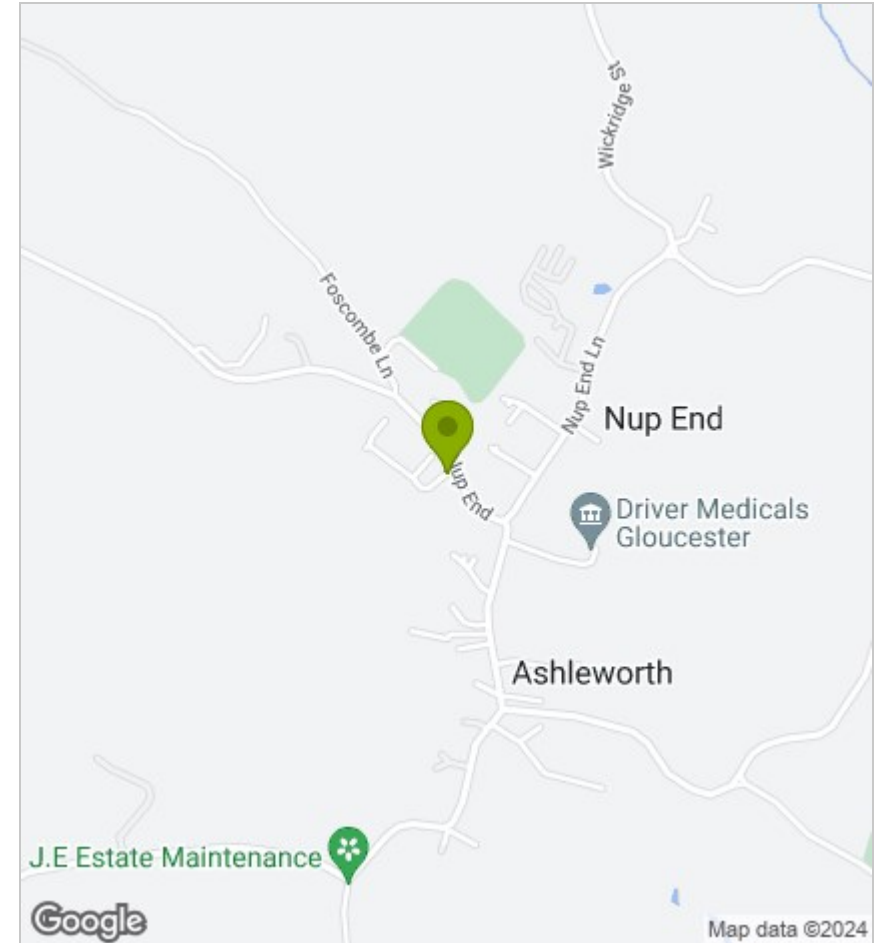 Wickridge St
Foscombe Ln
Nup End Ln
Nup End
Nup End
Driver Medicals
Gloucester
Ashleworth
J.E Estate Maintenance
Google
Map data ©2024